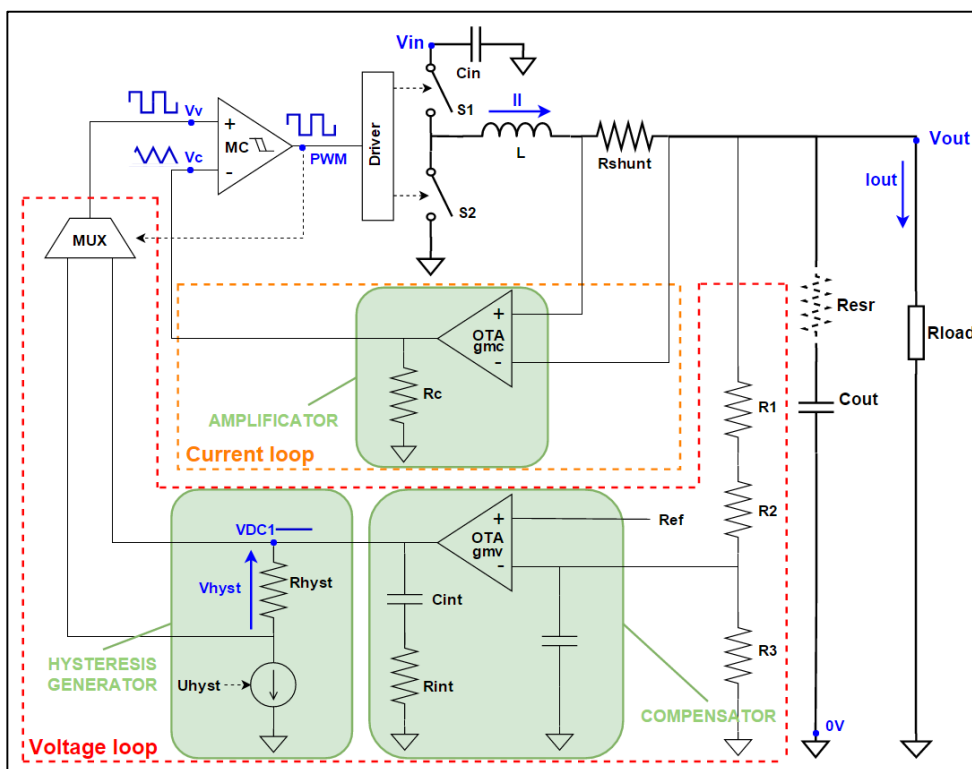 Vin
Cin
S1
Il
L
Rshunt
Vout
Iout
Vv
Vc
+
MC
-
PWM
Driver
S2
MUX
+
OTA
gmc
-
Rc
AMPLIFICATOR
Current loop
Resr
Rload
Cout
R1
R2
R3
0V
VDC1
Vhyst
Rhyst
HYSTERESIS
GENERATOR
Uhyst
+
OTA
gmv
-
Ref
Cint
Rint
COMPENSATOR
Voltage loop